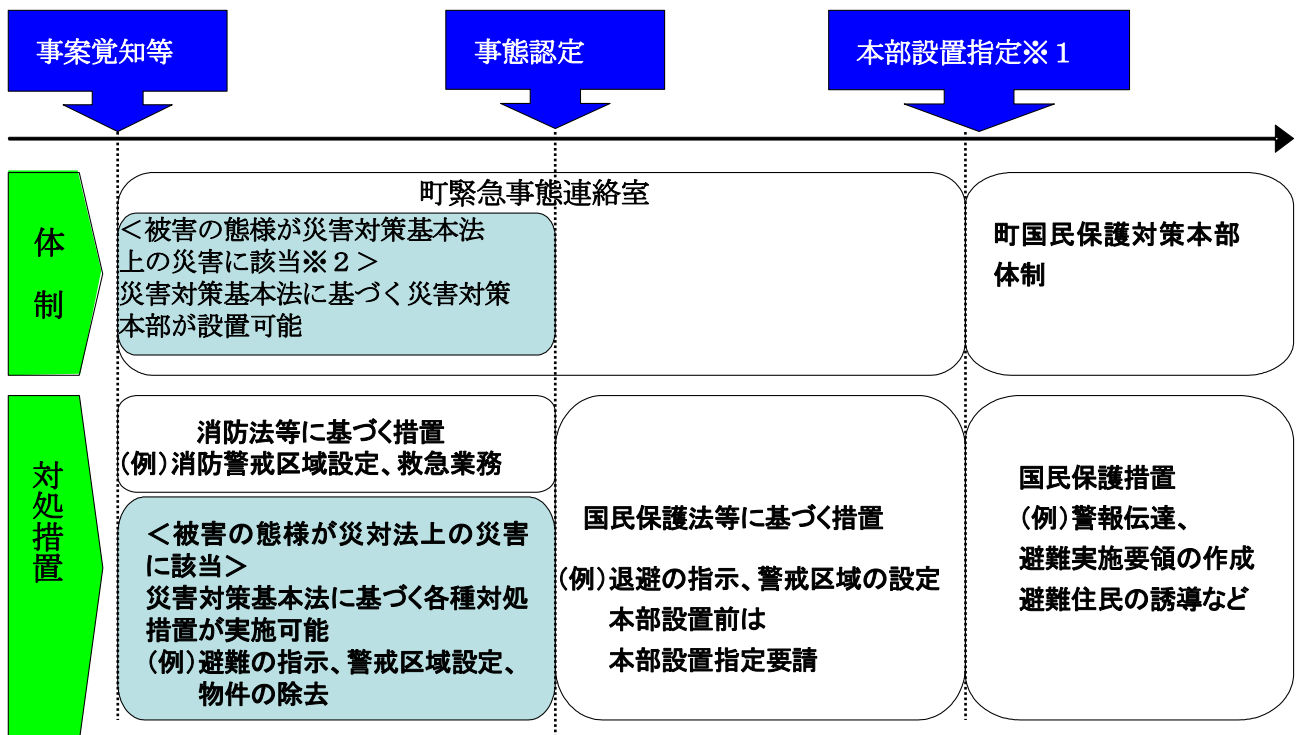 事案覚知等
事態認定
本部設置指定※１
体
制
町緊急事態連絡室
＜被害の態様が災害対策基本法
上の災害に該当※２＞
災害対策基本法に基づく災害対策
本部が設置可能
町国民保護対策本部
体制
対処措置
消防法等に基づく措置
（例）消防警戒区域設定、救急業務
＜被害の態様が災対法上の災害
に該当＞
災害対策基本法に基づく各種対処
措置が実施可能
（例）避難の指示、警戒区域設定、
物件の除去
国民保護法等に基づく措置
（例）退避の指示、警戒区域の設定
本部設置前は
本部設置指定要請
国民保護措置
（例）警報伝達、
避難実施要領の作成
避難住民の誘導など